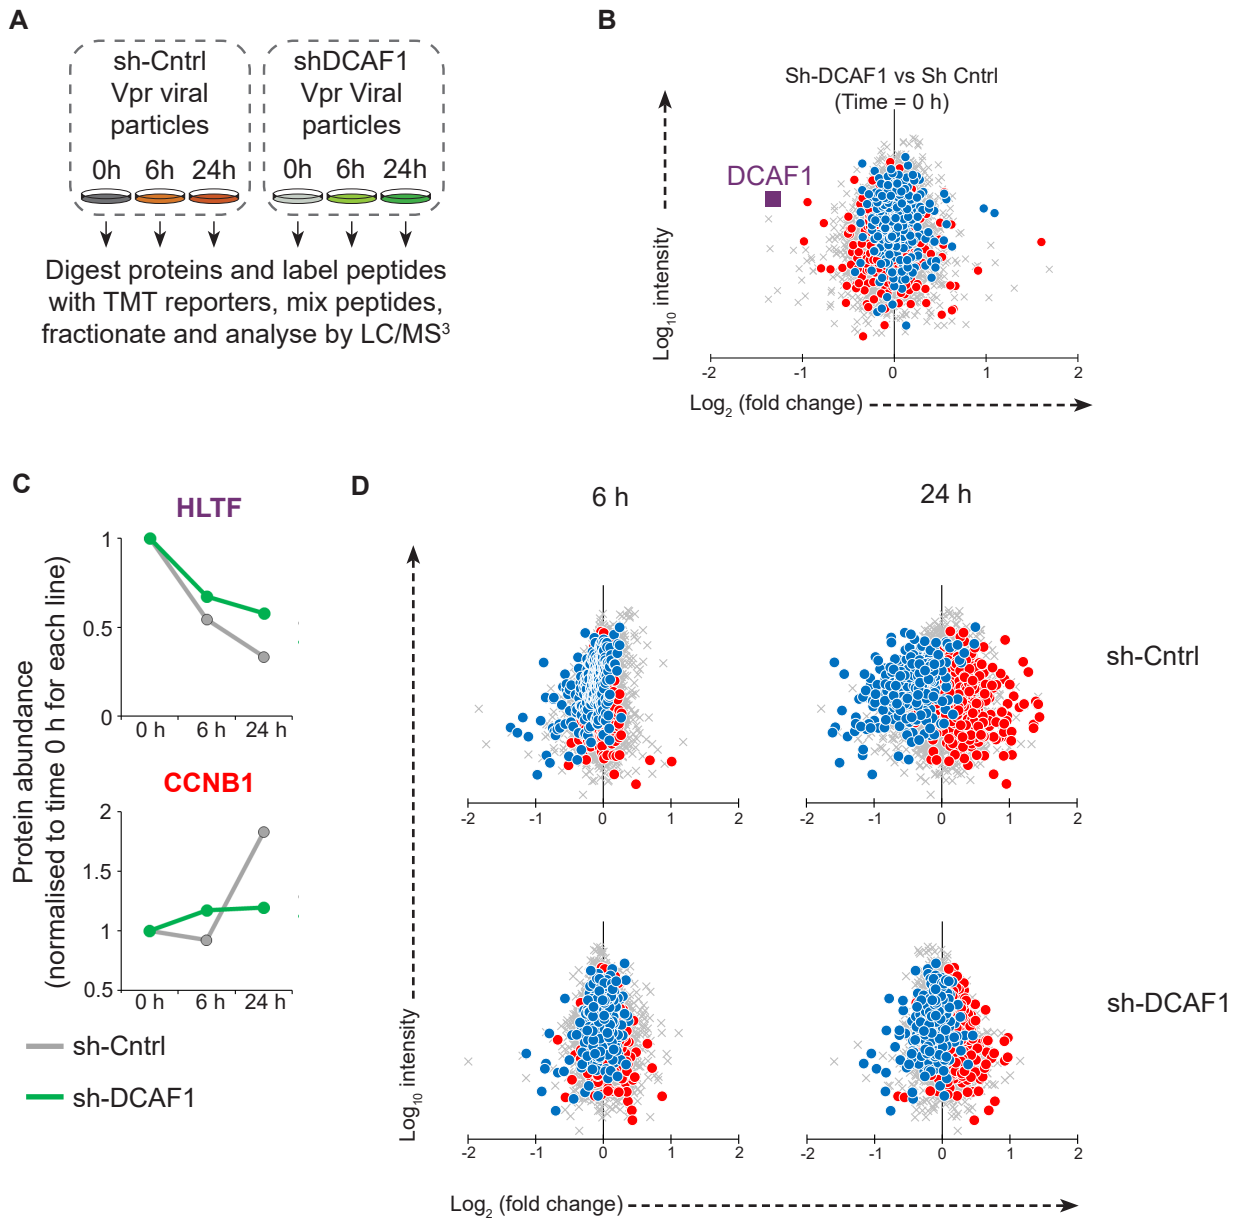 A
sh-Cntrl
Vpr viral
particles
0h 6h 24h
shDCAF1
Vpr Viral
particles
0h 6h 24h
Digest proteins and label peptides
with TMT reporters, mix peptides,
fractionate and analyse by LC/MS³
B
Sh-DCAF1 vs Sh Cntrl
(Time = 0 h)
DCAF1
Log₁₀ intensity
-2 -1 0 1 2
Log₂ (fold change)
C
HLTF
1
0.5
0
0 h 6 h 24 h
CCNB1
2
1.5
1
0.5
0 h 6 h 24 h
Protein abundance
(normalised to time 0 h for each line)
sh-Cntrl
sh-DCAF1
D
6 h
24 h
-2 -1 0 1 2
-2 -1 0 1 2
sh-Cntrl
-2 -1 0 1 2
-2 -1 0 1 2
sh-DCAF1
Log₁₀ intensity
Log₂ (fold change)